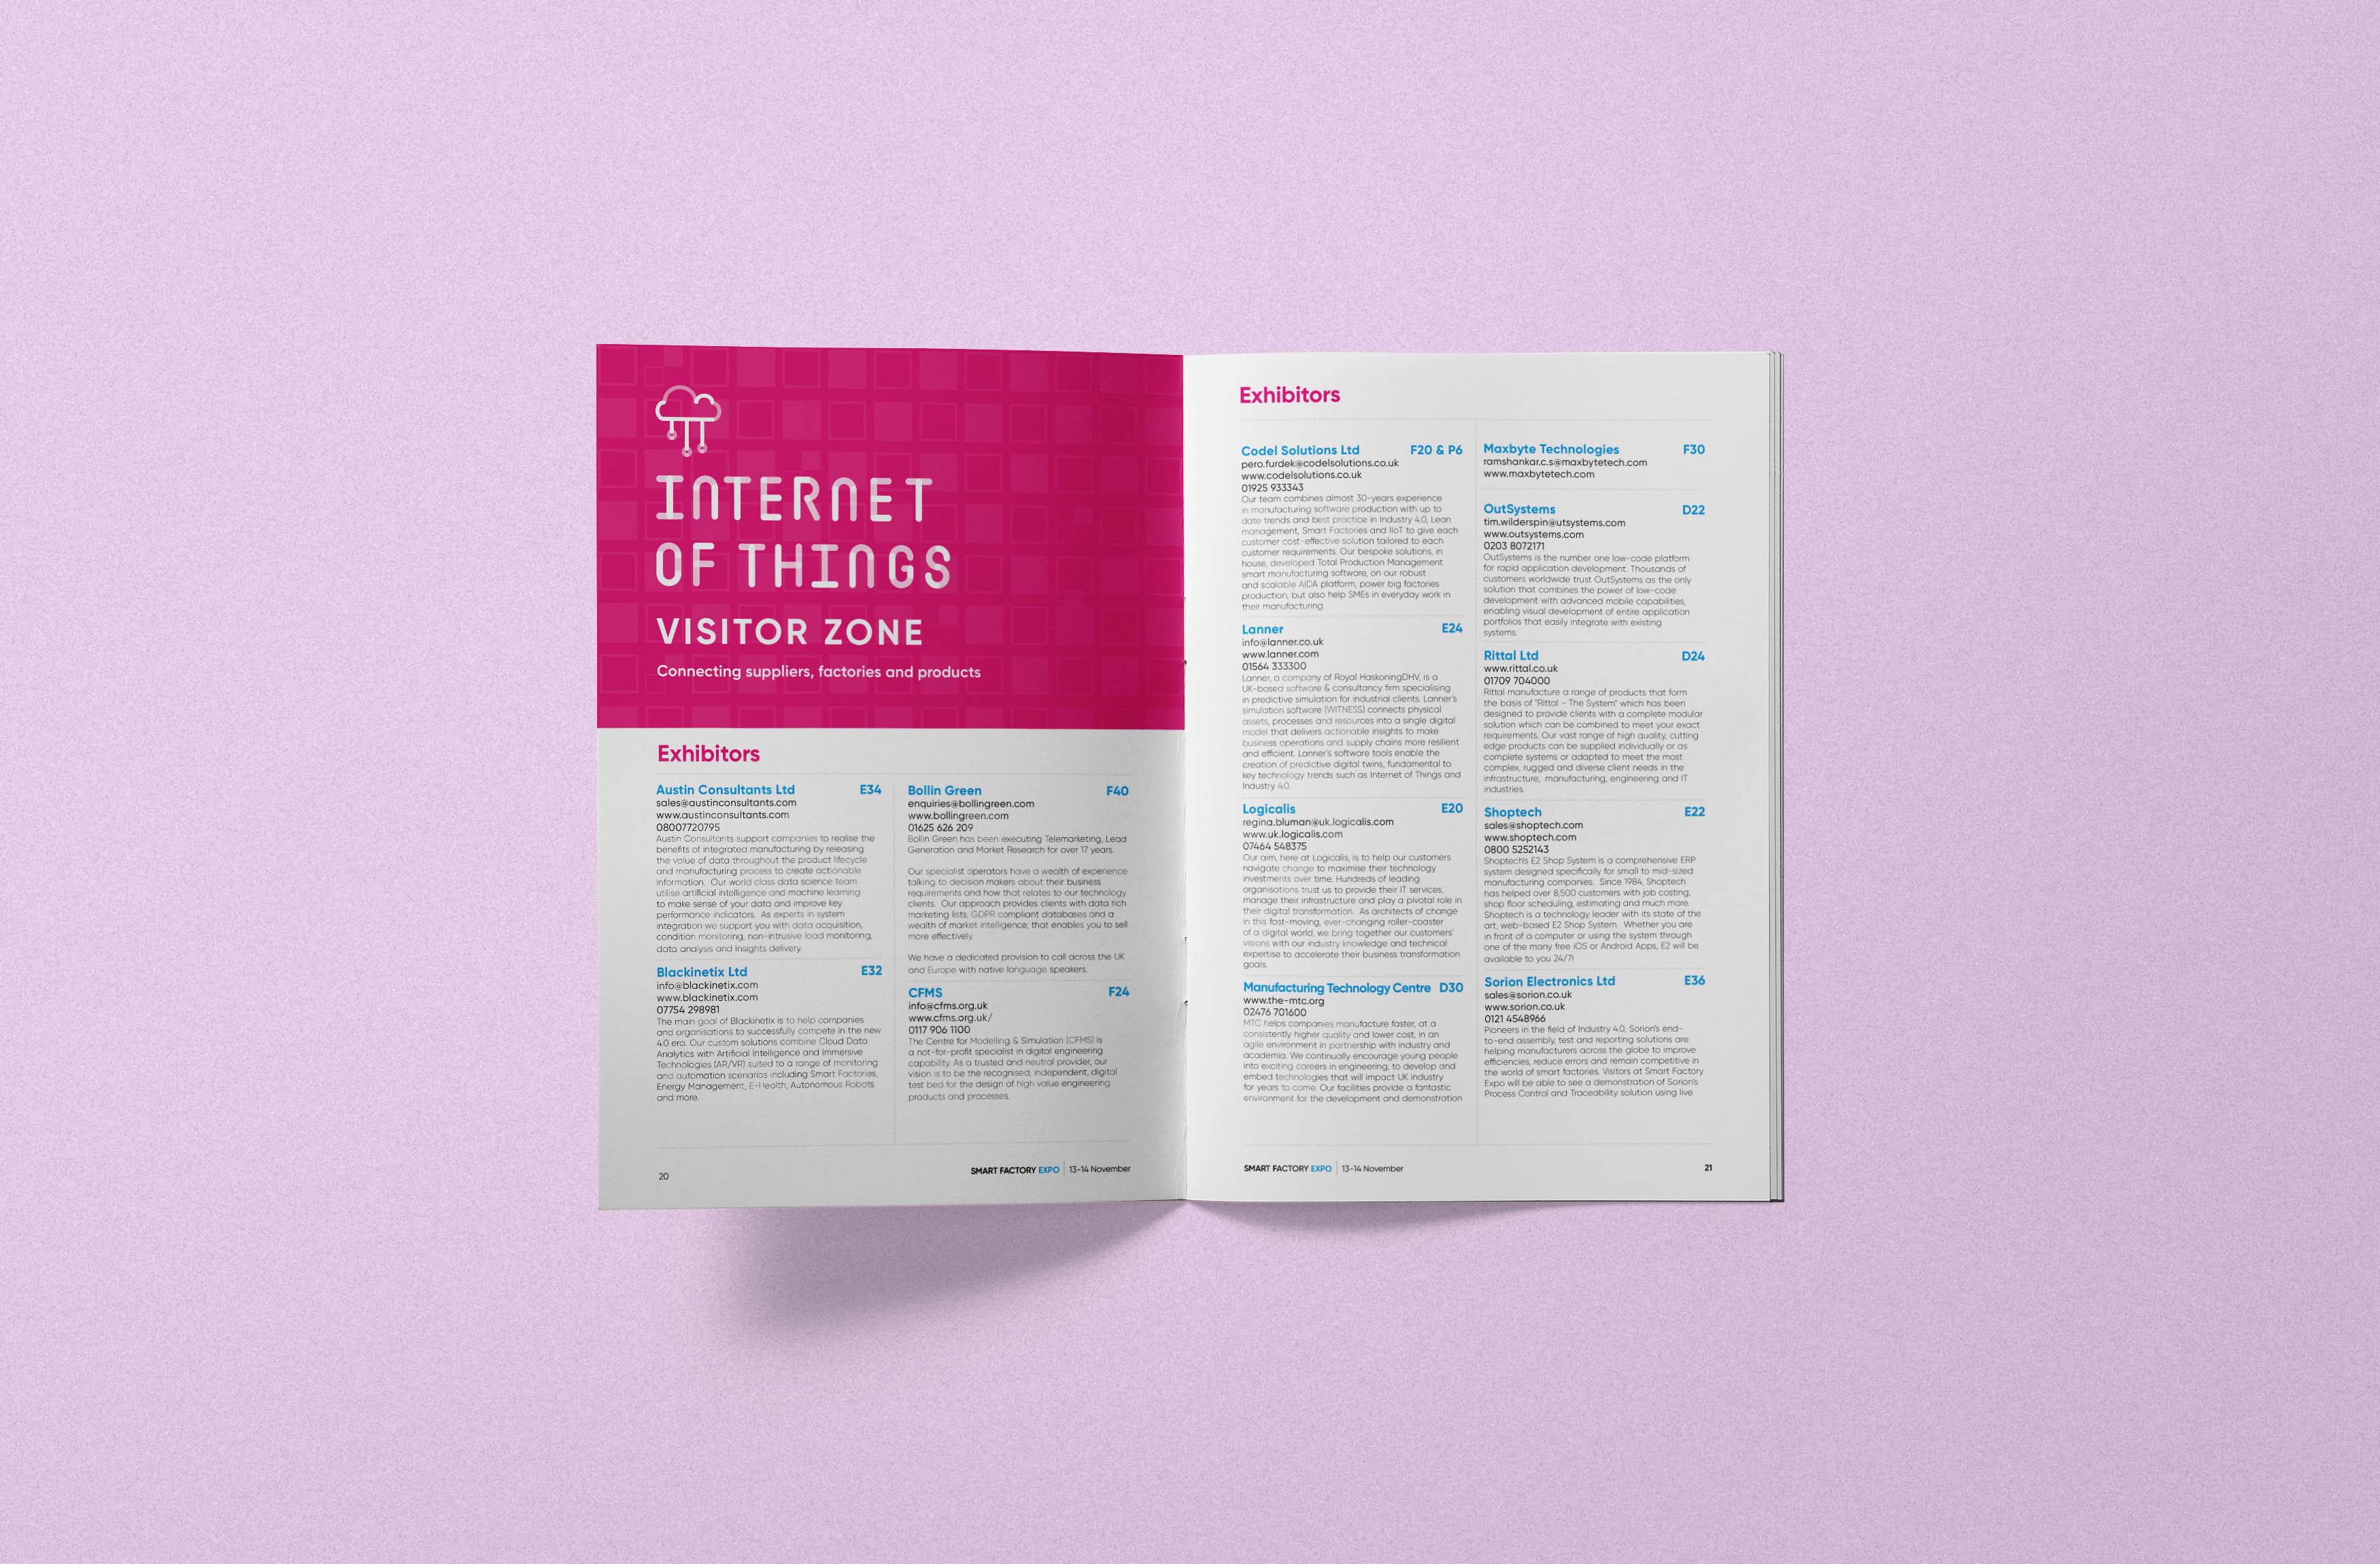 INTERNET
OF THINGS
VISITOR ZONE
Connecting suppliers, factories and products
Exhibitors
Austin Consultants Ltd E34
sales@austinconsultants.com
www.austinconsultants.com
08007720795
Austin Consultants support companies to realise the
benefits of integrated manufacturing by releasing
the value of data throughout the product lifecycle
and manufacturing process to create actionable
information. Our world class data science team
utilise artificial intelligence and machine learning
to make sense of your data and improve key
performance indicators. As experts in system
integration we support you with data acquisition,
condition monitoring, non-intrusive load monitoring,
data analysis and insights delivery.
Blackinetix Ltd E32
info@blackinetix.com
www.blackinetix.com
07754 298981
The main goal of Blackinetix is to help companies
and organisations to successfully compete in the new
4.0 era. Our custom solutions combine Cloud Data
Analytics with Artificial Intelligence and Immersive
Technologies (AR/VR) suited to a range of monitoring
and automation scenarios including Smart Factories,
Energy Management, E-Health, Autonomous Robots
and more.
Bollin Green F40
enquiries@bollingreen.com
www.bollingreen.com
01625 626 209
Bollin Green has been executing Telemarketing, Lead
Generation and Market Research for over 17 years.
Our specialist operators have a wealth of experience
talking to decision makers about their business
requirements and how that relates to our technology
clients. Our approach provides clients with data rich
marketing lists, GDPR compliant databases and a
wealth of market intelligence, that enables you to sell
more effectively.
We have a dedicated provision to call across the UK
and Europe with native language speakers.
CFMS F24
info@cfms.org.uk
www.cfms.org.uk/
0117 906 1100
The Centre for Modelling & Simulation (CFMS) is
a not-for-profit specialist in digital engineering
capability. As a trusted and neutral provider, our
vision is to be the recognised, independent, digital
test bed for the design of high value engineering
products and processes.
20
SMART FACTORY EXPO 13-14 November
Exhibitors
Codel Solutions Ltd F20 & P6
pero.furdek@codelsolutions.co.uk
www.codelsolutions.co.uk
01925 933343
Our team combines almost 30-years experience
in manufacturing software production with up to
date trends and best practice in Industry 4.0, Lean
management, Smart Factories and IIoT to give each
customer cost-effective solution tailored to each
customer requirements. Our bespoke solutions, in
house, developed Total Production Management
smart manufacturing software, on our robust
and scalable AIDA platform, power big factories
production, but also help SMEs in everyday work in
their manufacturing.
Lanner E24
info@lanner.co.uk
www.lanner.com
01564 333300
Lanner, a company of Royal HaskoningDHV, is a
UK-based software & consultancy firm specialising
in predictive simulation for industrial clients. Lanner's
simulation software (WITNESS) connects physical
assets, processes and resources into a single digital
model that delivers actionable insights to make
business operations and supply chains more resilient
and efficient. Lanner's software tools enable the
creation of predictive digital twins, fundamental to
key technology trends such as Internet of Things and
Industry 4.0.
Logicalis E20
regina.bluman@uk.logicalis.com
www.uk.logicalis.com
07464 548375
Our aim, here at Logicalis, is to help our customers
navigate change to maximise their technology
investments over time. Hundreds of leading
organisations trust us to provide their IT services,
manage their infrastructure and play a pivotal role in
their digital transformation. As architects of change
in this fast-moving, ever-changing roller-coaster
of a digital world, we bring together our customers'
visions with our industry knowledge and technical
expertise to accelerate their business transformation
goals.
Manufacturing Technology Centre D30
www.the-mtc.org
02476 701600
MTC helps companies manufacture faster, at a
consistently higher quality and lower cost, in an
agile environment in partnership with industry and
academia. We continually encourage young people
into exciting careers in engineering, to develop and
embed technologies that will impact UK industry
for years to come. Our facilities provide a fantastic
environment for the development and demonstration
Maxbyte Technologies F30
ramshankar.c.s@maxbytetech.com
www.maxbytetech.com
OutSystems D22
tim.wilderspin@utsystems.com
www.outsystems.com
0203 8072171
OutSystems is the number one low-code platform
for rapid application development. Thousands of
customers worldwide trust OutSystems as the only
solution that combines the power of low-code
development with advanced mobile capabilities,
enabling visual development of entire application
portfolios that easily integrate with existing
systems.
Rittal Ltd D24
www.rittal.co.uk
01709 704000
Rittal manufacture a range of products that form
the basis of "Rittal - The System" which has been
designed to provide clients with a complete modular
solution which can be combined to meet your exact
requirements. Our vast range of high quality, cutting
edge products can be supplied individually or as
complete systems or adapted to meet the most
complex, rugged and diverse client needs in the
infrastructure, manufacturing, engineering and IT
industries.
Shoptech E22
sales@shoptech.com
www.shoptech.com
0800 5252143
Shoptech's E2 Shop System is a comprehensive ERP
system designed specifically for small to mid-sized
manufacturing companies. Since 1984, Shoptech
has helped over 8,500 customers with job costing,
shop floor scheduling, estimating and much more.
Shoptech is a technology leader with its state of the
art, web-based E2 Shop System. Whether you are
in front of a computer or using the system through
one of the many free iOS or Android Apps, E2 will be
available to you 24/7!
Sorion Electronics Ltd E36
sales@sorion.co.uk
www.sorion.co.uk
0121 4548966
Pioneers in the field of Industry 4.0, Sorion's end-
to-end assembly, test and reporting solutions are
helping manufacturers across the globe to improve
efficiencies, reduce errors and remain competitive in
the world of smart factories. Visitors at Smart Factory
Expo will be able to see a demonstration of Sorion's
Process Control and Traceability solution using live
SMART FACTORY EXPO 13-14 November
21